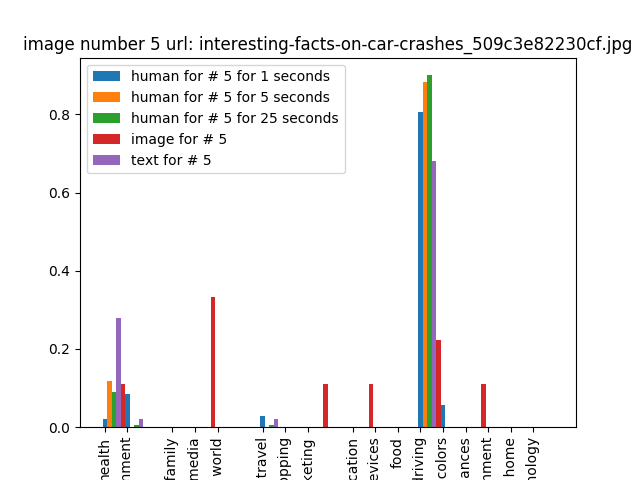 image number 5 url: interesting-facts-on-car-crashes_509c3e82230cf.jpg
human for # 5 for 1 seconds
human for # 5 for 5 seconds
human for # 5 for 25 seconds
image for # 5
text for # 5
0.8
0.6
0.4
0.2
0.0
family
media
world
travel
food
colors
home